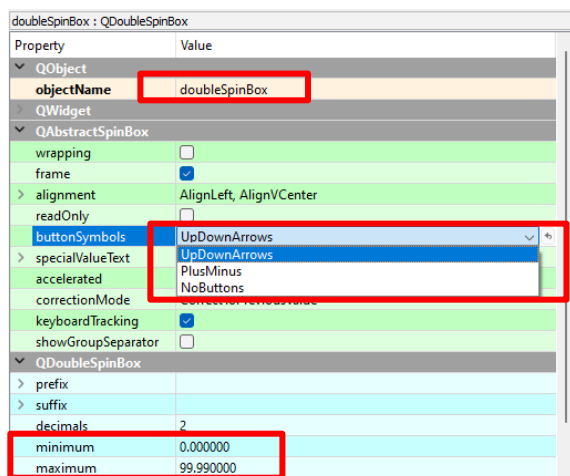 doubleSpinBox : QDoubleSpinBox
Property Value
QObject
objectName doubleSpinBox
QWidget
QAbstractSpinBox
wrapping
frame
alignment AlignLeft, AlignVCenter
readOnly
buttonSymbols UpDownArrows
specialValueText UpDownArrows
accelerated PlusMinus
NoButtons
correctionMode
keyboardTracking
showGroupSeparator
QDoubleSpinBox
prefix
suffix
decimals 2
minimum 0.000000
maximum 99.990000